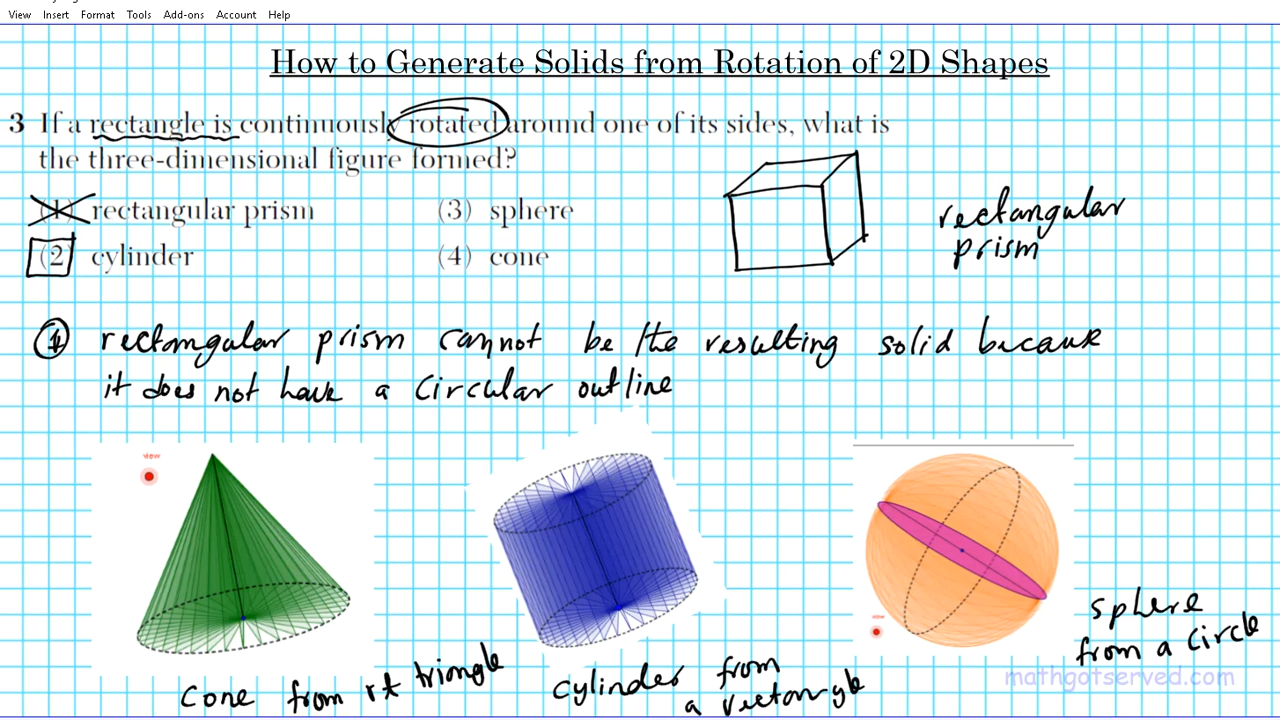 View Insert Format Tools Add-ons Account Help
How to Generate Solids from Rotation of 2D Shapes
3 If a rectangle is continuously rotated around one of its sides, what is
the three-dimensional figure formed?
(1) rectangular prism (3) sphere
(2) cylinder (4) cone
rectangular
prism
1 rectangular prism cannot be the resulting solid because
it does not have a circular outline
view
view
sphere
from a circle
cone from rt triangle
cylinder from
a rectangle
mathgotserved.com